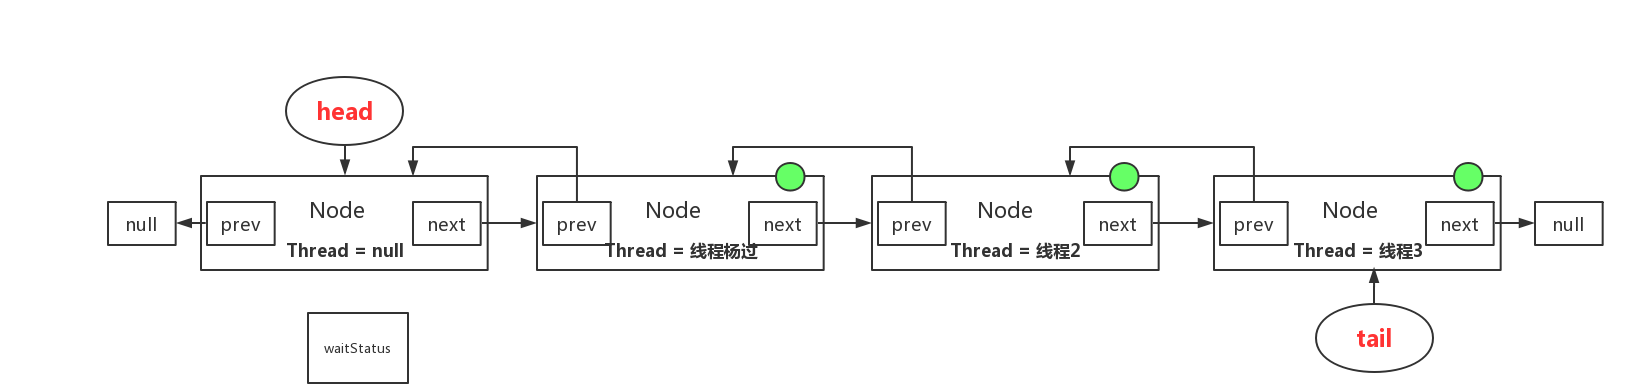 head
null
prev
Node
next
Thread = null
prev
Node
next
Thread = 线程杨过
prev
Node
next
Thread = 线程2
prev
Node
next
Thread = 线程3
null
waitStatus
tail